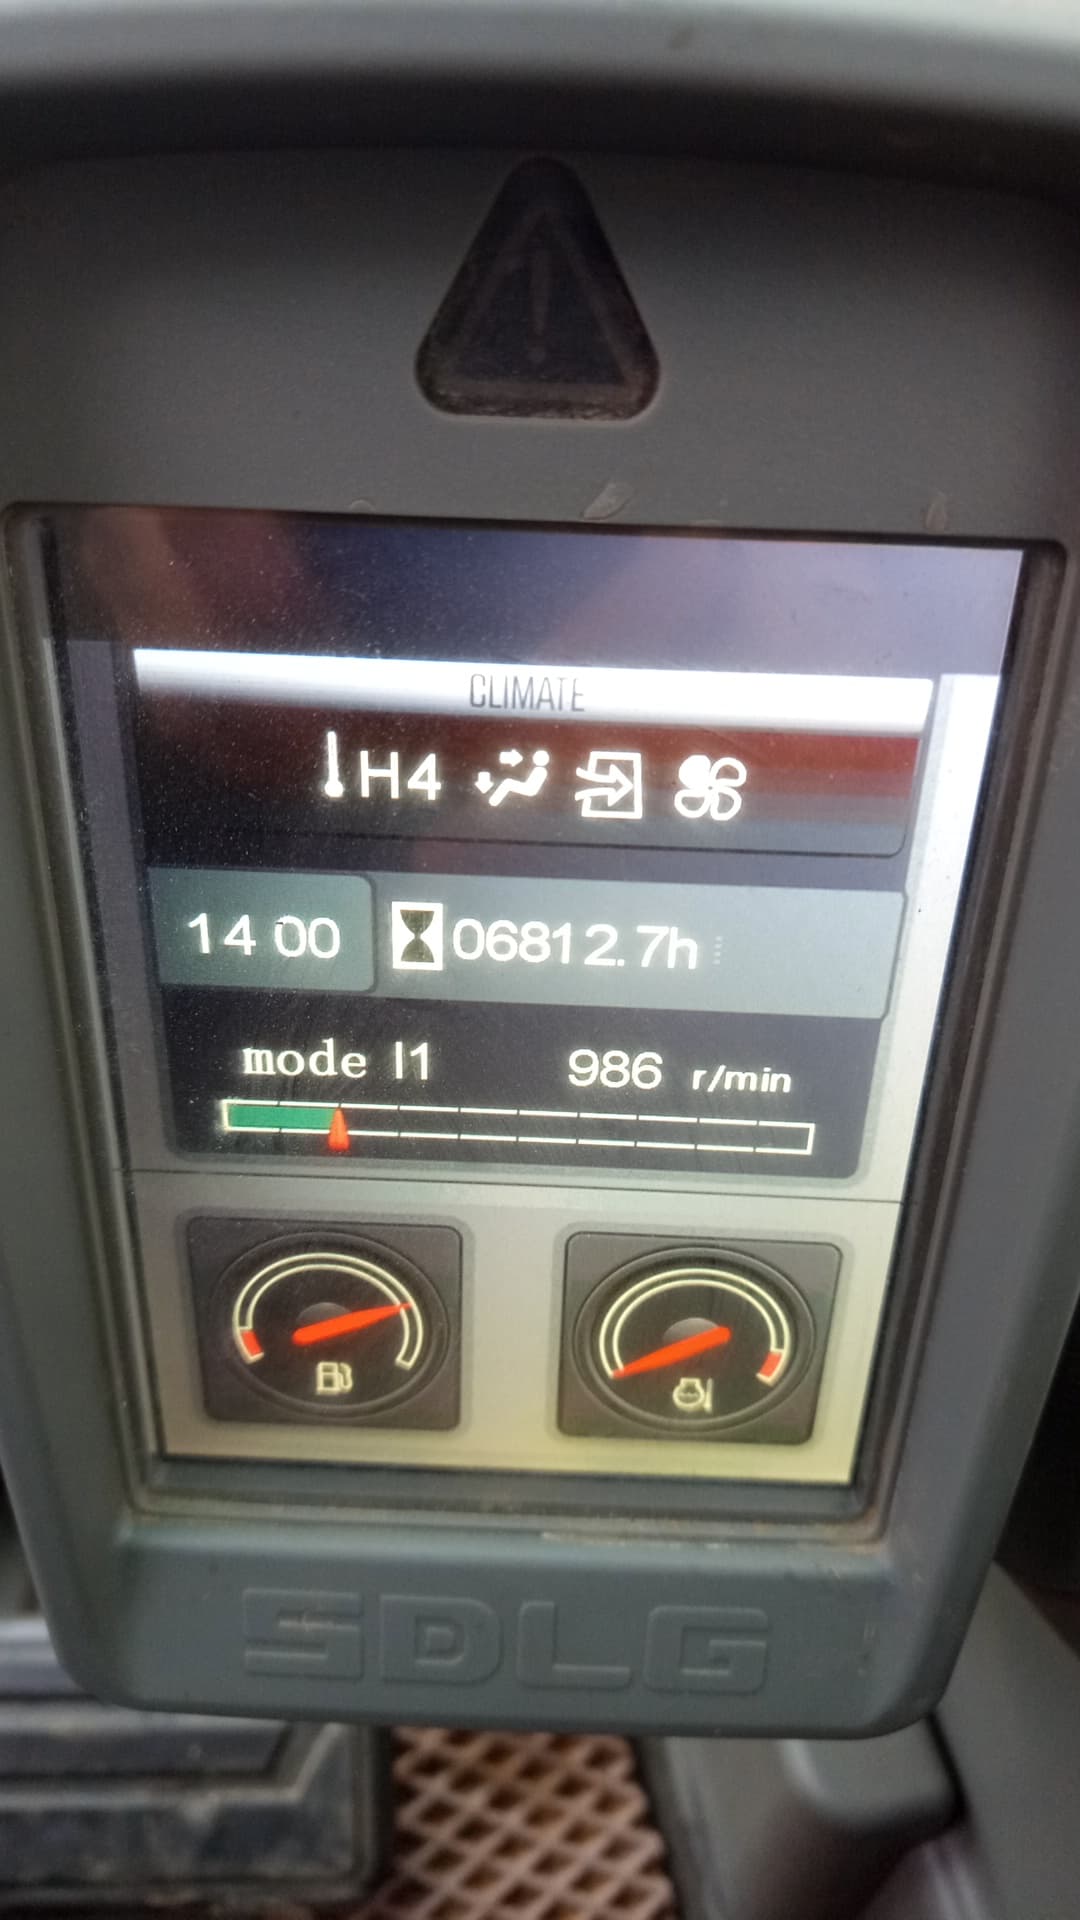 CLIMATE
H4
14 00 06812.7h
mode I1 986 r/min
SDLG